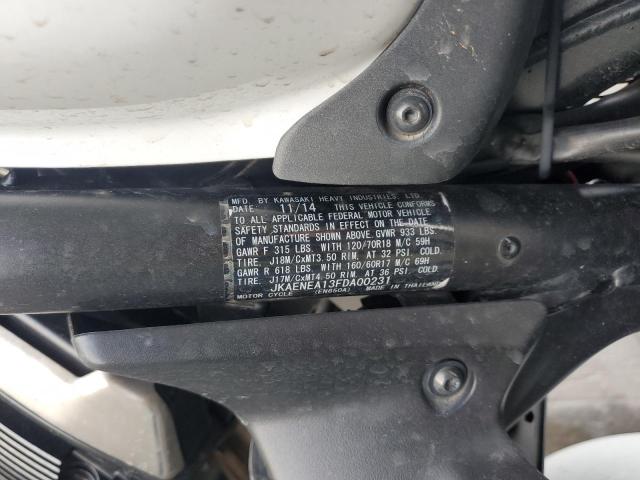 MFD. BY KAWASAKI HEAVY INDUSTRIES, LTD.
DATE: 11/14 THIS VEHICLE CONFORMS
TO ALL APPLICABLE FEDERAL MOTOR VEHICLE
SAFETY STANDARDS IN EFFECT ON THE DATE
OF MANUFACTURE SHOWN ABOVE. GVWR 933 LBS.
GAWR F 315 LBS. WITH 120/70R18 M/C 59H
TIRE. J18M/CxMT3.50 RIM. AT 32 PSI COLD.
GAWR R 618 LBS. WITH 160/60R17 M/C 69H
TIRE. J17M/CxMT4.50 RIM. AT 36 PSI. COLD.
JKAENEA13FDA00231
MOTOR CYCLE (EN650A) MADE IN THAILAND